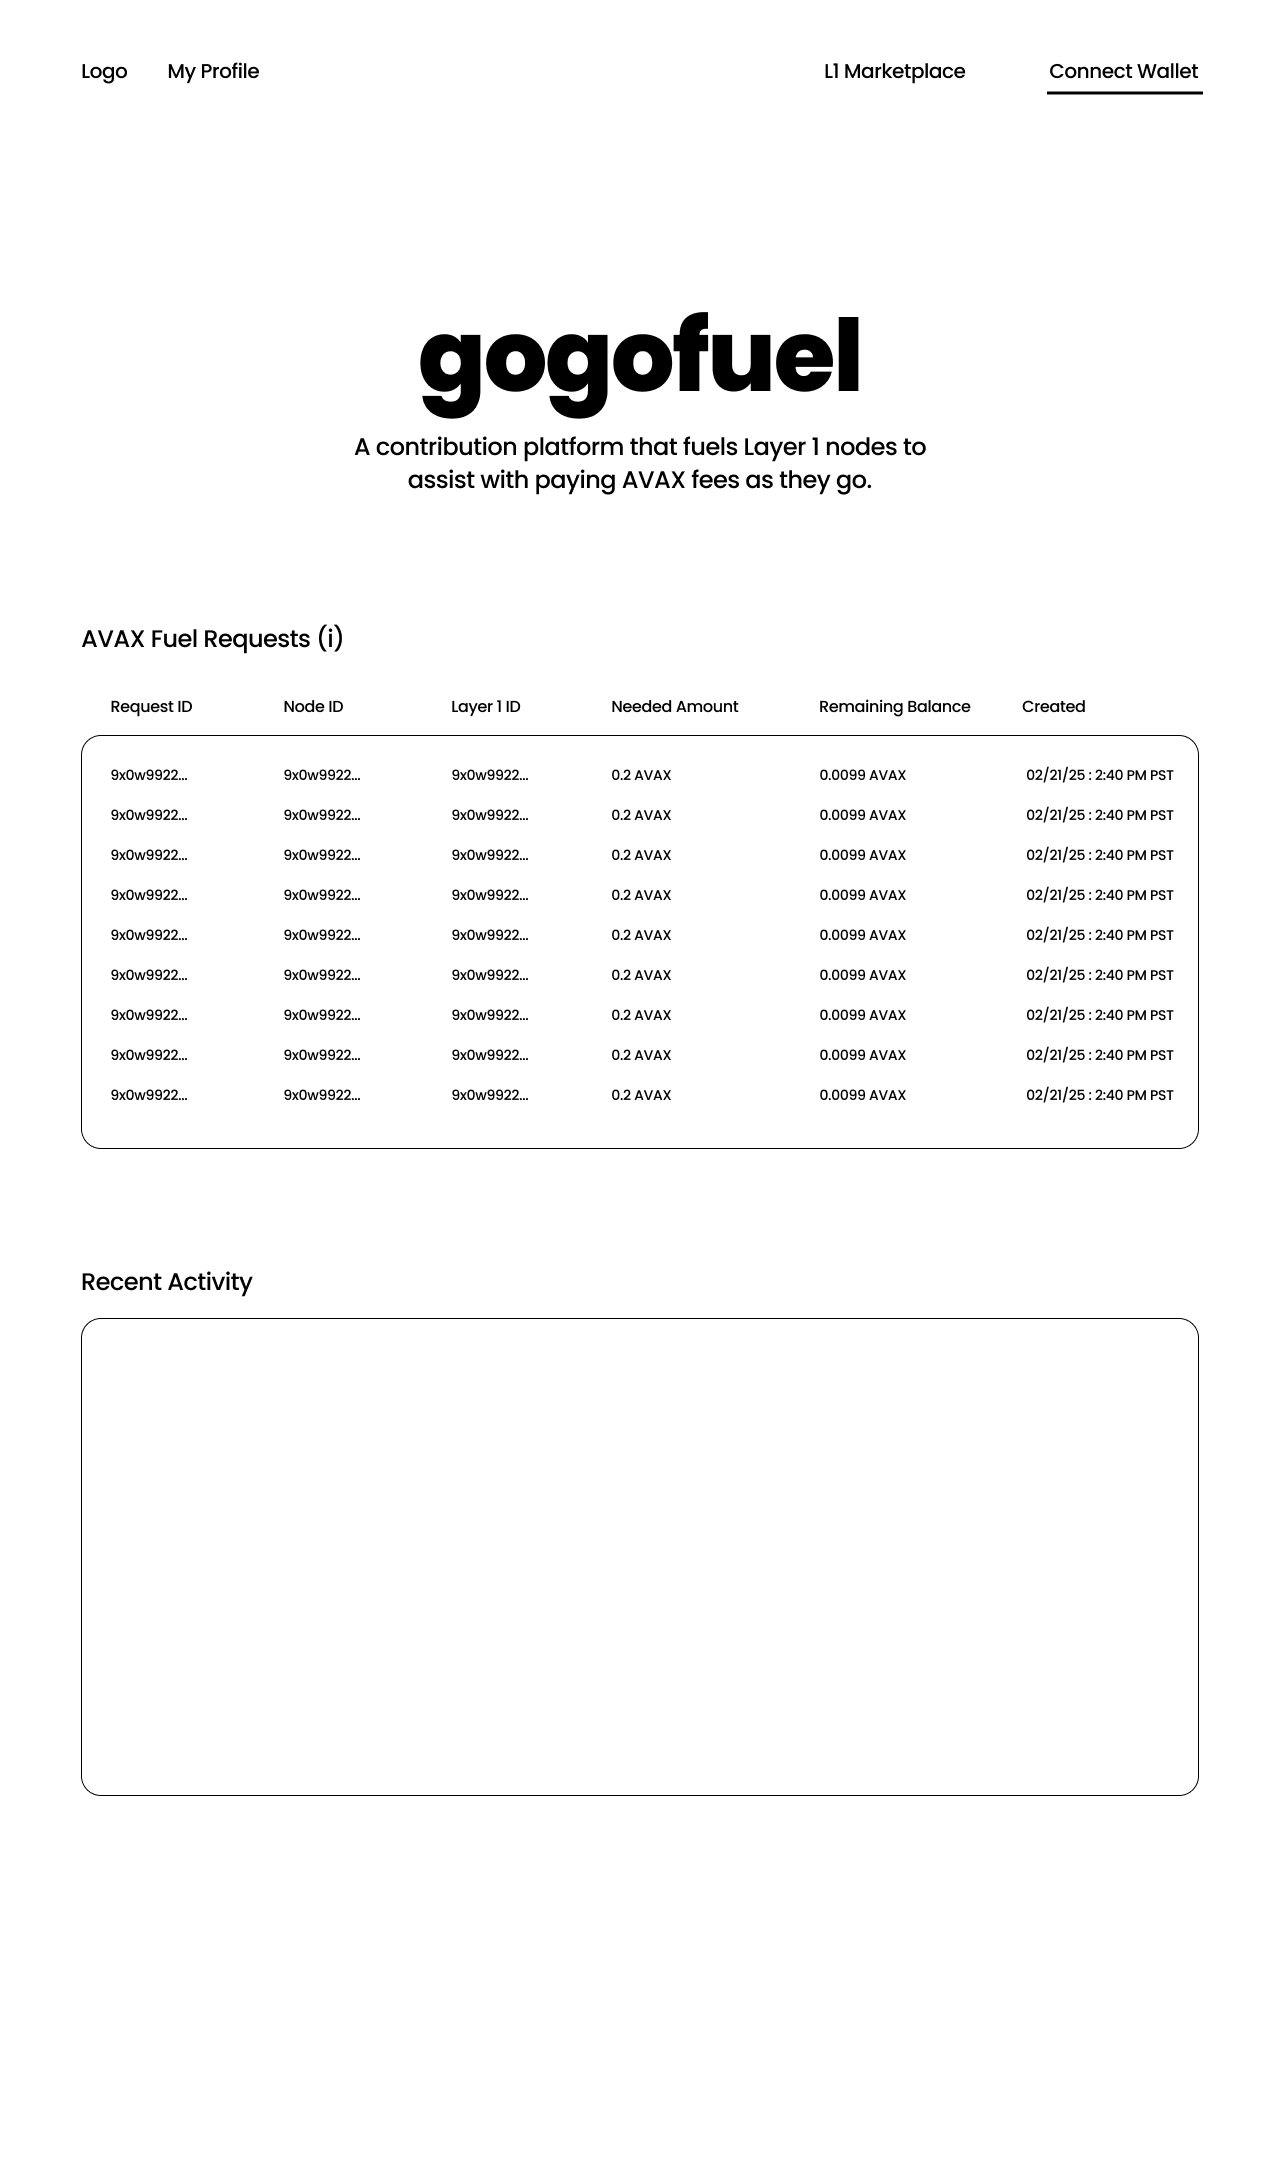 Logo My Profile L1 Marketplace Connect Wallet
gogofuel
A contribution platform that fuels Layer 1 nodes to
assist with paying AVAX fees as they go.
AVAX Fuel Requests (i)
Request ID Node ID Layer 1 ID Needed Amount Remaining Balance Created
9x0w9922... 9x0w9922... 9x0w9922... 0.2 AVAX 0.0099 AVAX 02/21/25 : 2:40 PM PST
9x0w9922... 9x0w9922... 9x0w9922... 0.2 AVAX 0.0099 AVAX 02/21/25 : 2:40 PM PST
9x0w9922... 9x0w9922... 9x0w9922... 0.2 AVAX 0.0099 AVAX 02/21/25 : 2:40 PM PST
9x0w9922... 9x0w9922... 9x0w9922... 0.2 AVAX 0.0099 AVAX 02/21/25 : 2:40 PM PST
9x0w9922... 9x0w9922... 9x0w9922... 0.2 AVAX 0.0099 AVAX 02/21/25 : 2:40 PM PST
9x0w9922... 9x0w9922... 9x0w9922... 0.2 AVAX 0.0099 AVAX 02/21/25 : 2:40 PM PST
9x0w9922... 9x0w9922... 9x0w9922... 0.2 AVAX 0.0099 AVAX 02/21/25 : 2:40 PM PST
9x0w9922... 9x0w9922... 9x0w9922... 0.2 AVAX 0.0099 AVAX 02/21/25 : 2:40 PM PST
9x0w9922... 9x0w9922... 9x0w9922... 0.2 AVAX 0.0099 AVAX 02/21/25 : 2:40 PM PST
Recent Activity